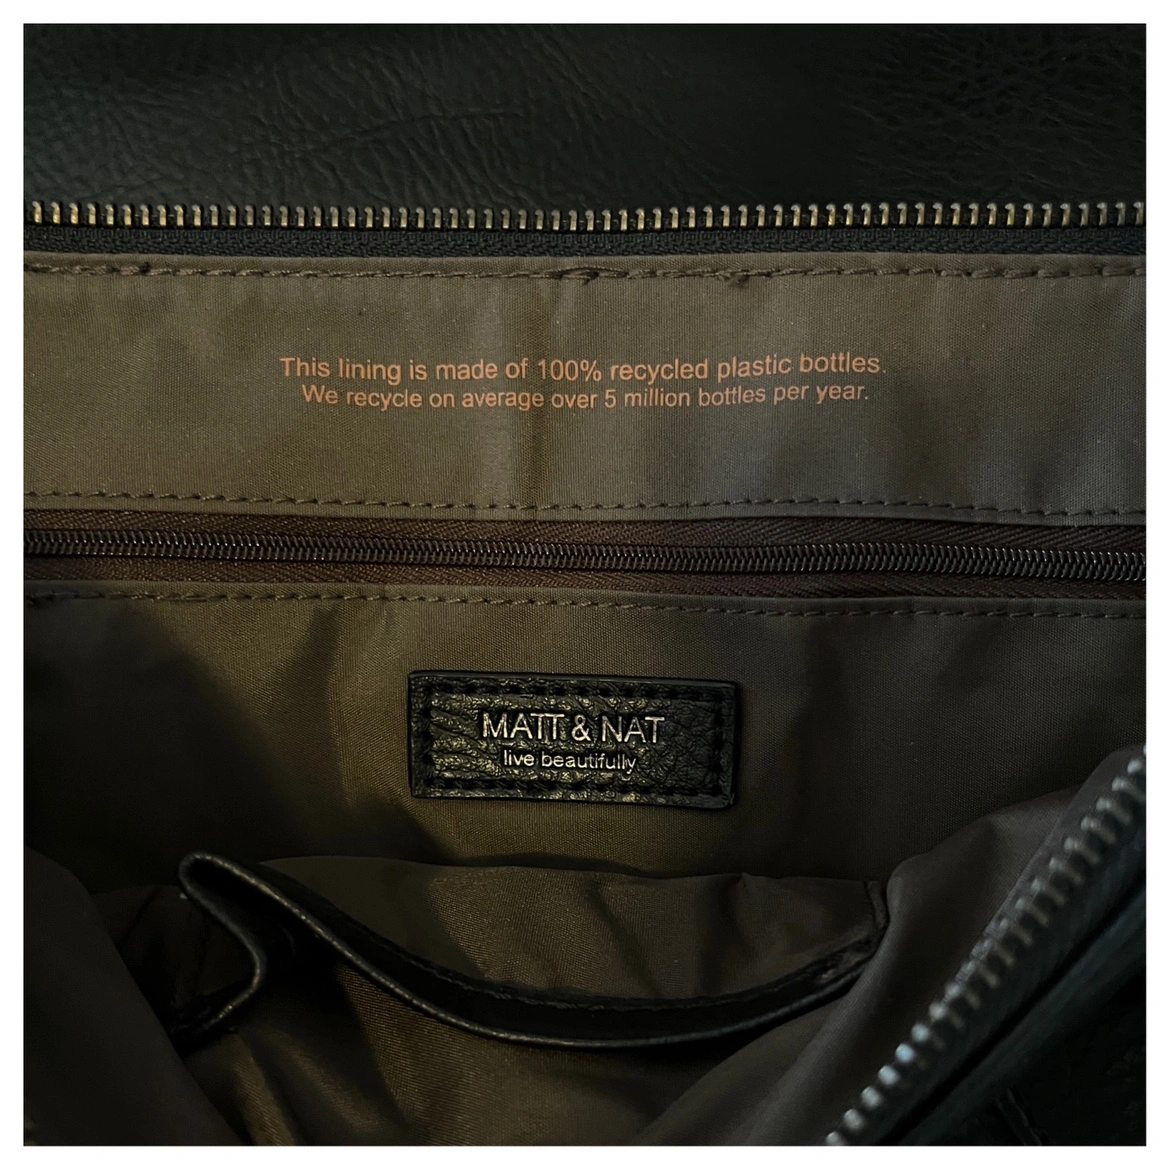 This lining is made of 100% recycled plastic bottles.
We recycle on average over 5 million bottles per year.
MATT & NAT
live beautifully